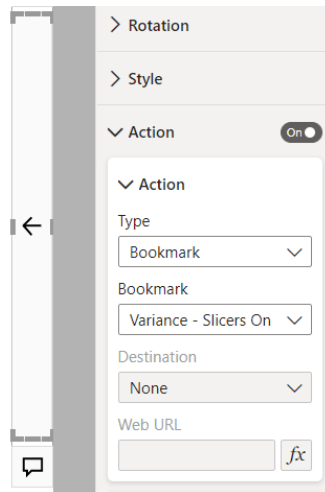 Rotation
Style
Action
On
Action
Type
Bookmark
Bookmark
Variance - Slicers On
Destination
None
Web URL
fx